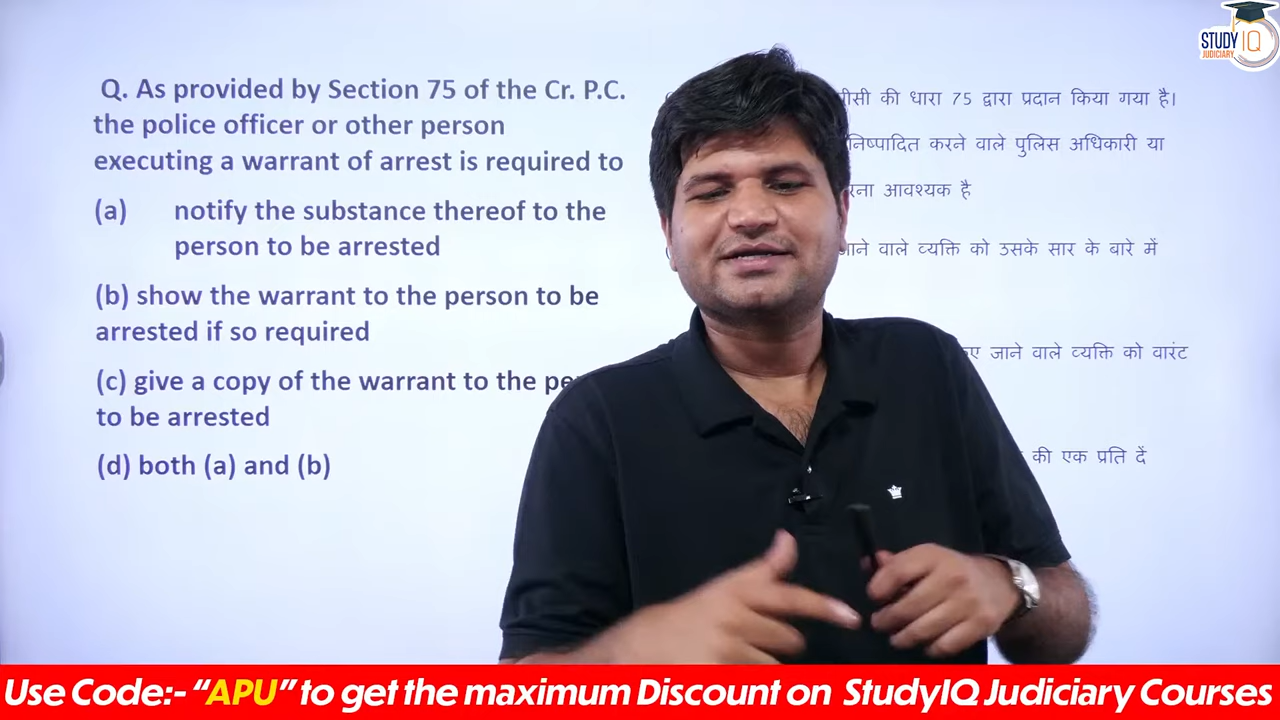 STUDY IQ
JUDICIARY
Q. As provided by Section 75 of the Cr. P.C.
the police officer or other person
executing a warrant of arrest is required to
(a) notify the substance thereof to the
person to be arrested
(b) show the warrant to the person to be
arrested if so required
(c) give a copy of the warrant to the
to be arrested
(d) both (a) and (b)
की धारा 75 द्वारा प्रदान किया गया है।
निष्पादित करने वाले पुलिस अधिकारी या
आवश्यक है
वाले व्यक्ति को उसके सार के बारे में
जाने वाले व्यक्ति को वारंट
की एक प्रति दें
Use Code:- “APU” to get the maximum Discount on StudyIQ Judiciary Courses